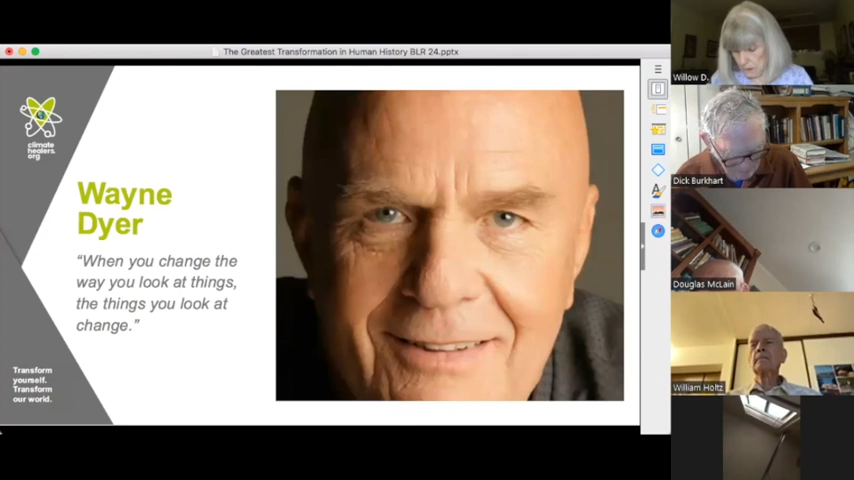 The Greatest Transformation in Human History BLR 24.pptx
climate
healers.
org
Wayne
Dyer
“When you change the
way you look at things,
the things you look at
change.”
Transform
yourself.
Transform
our world.
Willow D.
Dick Burkhart
Douglas McLain
William Holtz